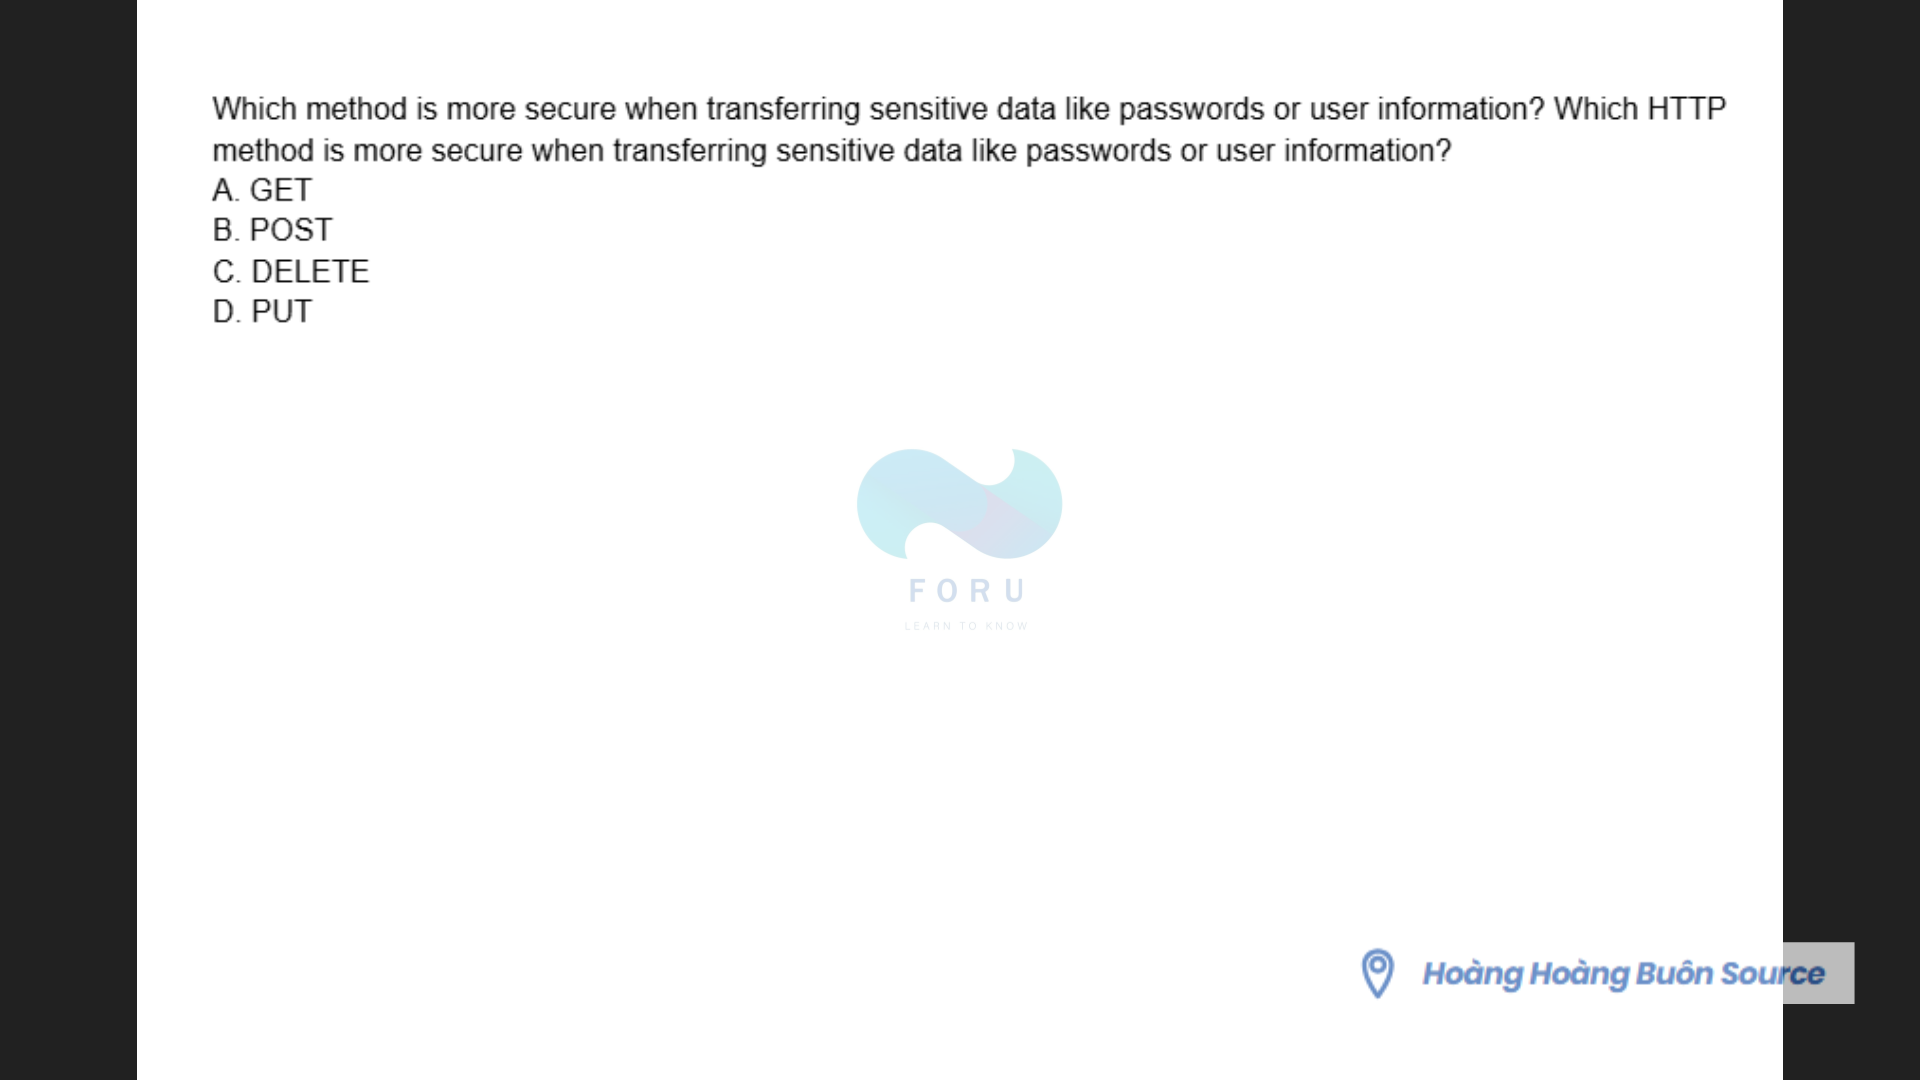 Which method is more secure when transferring sensitive data like passwords or user information? Which HTTP
method is more secure when transferring sensitive data like passwords or user information?
A. GET
B. POST
C. DELETE
D. PUT
FORU
LEARN TO KNOW
Hoàng Hoàng Buôn Source